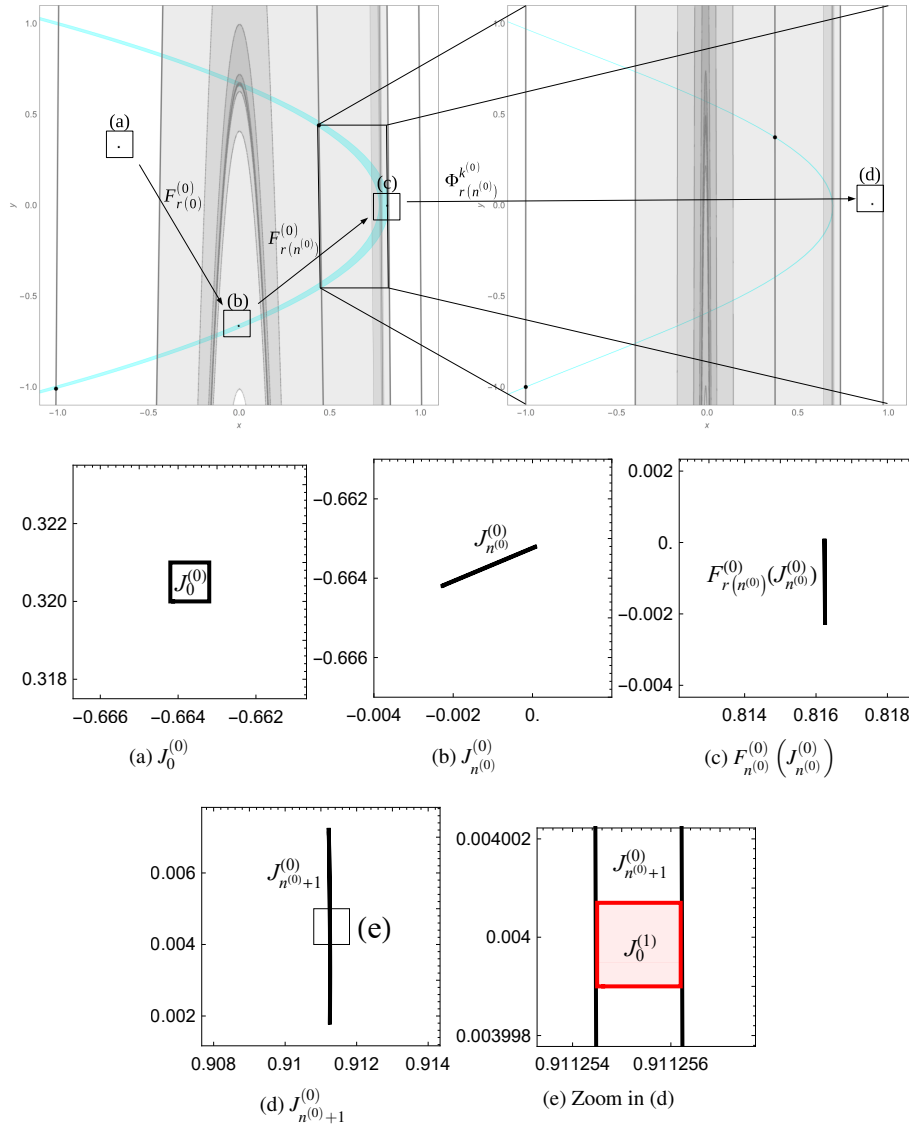 1.0
0.5
0.0
−0.5
−1.0
y
−1.0 −0.5 0.0 0.5 1.0
x
(a)
F_{r(0)}^{(0)}
(b)
F_{r(n^{(0)})}^{(0)}
(c)
Φ_{r(n^{(0)})}^{k^{(0)}}
(d)
1.0
0.5
0.0
−0.5
−1.0
y
−1.0 −0.5 0.0 0.5 1.0
x
0.322
0.320
0.318
J_0^{(0)}
−0.666 −0.664 −0.662
(a) J_0^{(0)}
−0.662
−0.664
−0.666
J_{n^{(0)}}^{(0)}
−0.004 −0.002 0.
(b) J_{n^{(0)}}^{(0)}
0.002
0.
−0.002
−0.004
F_{r(n^{(0)})}^{(0)}(J_{n^{(0)}}^{(0)})
0.814 0.816 0.818
(c) F_{n^{(0)}}^{(0)} (J_{n^{(0)}}^{(0)})
0.006
0.004
0.002
J_{n^{(0)}+1}^{(0)}
(e)
0.908 0.91 0.912 0.914
(d) J_{n^{(0)}+1}^{(0)}
0.004002
0.004
0.003998
J_{n^{(0)}+1}^{(0)}
J_0^{(1)}
0.911254 0.911256
(e) Zoom in (d)